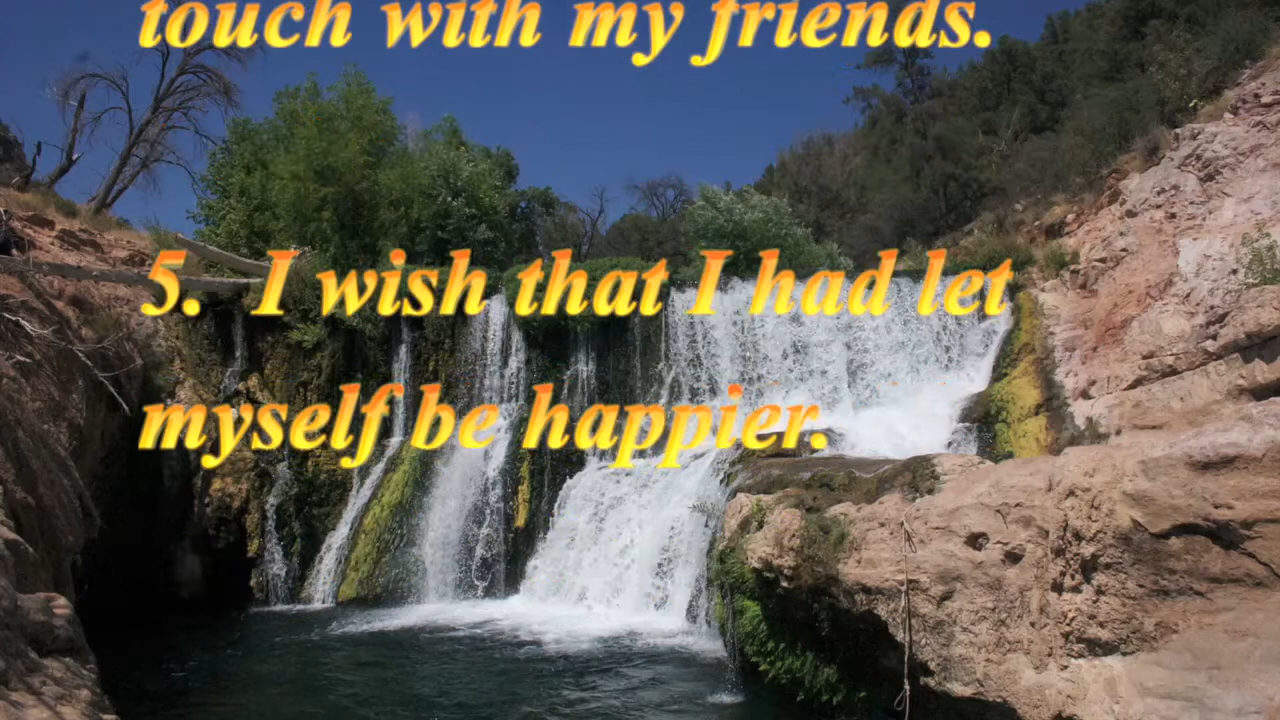 touch with my friends.
5. I wish that I had let
myself be happier.